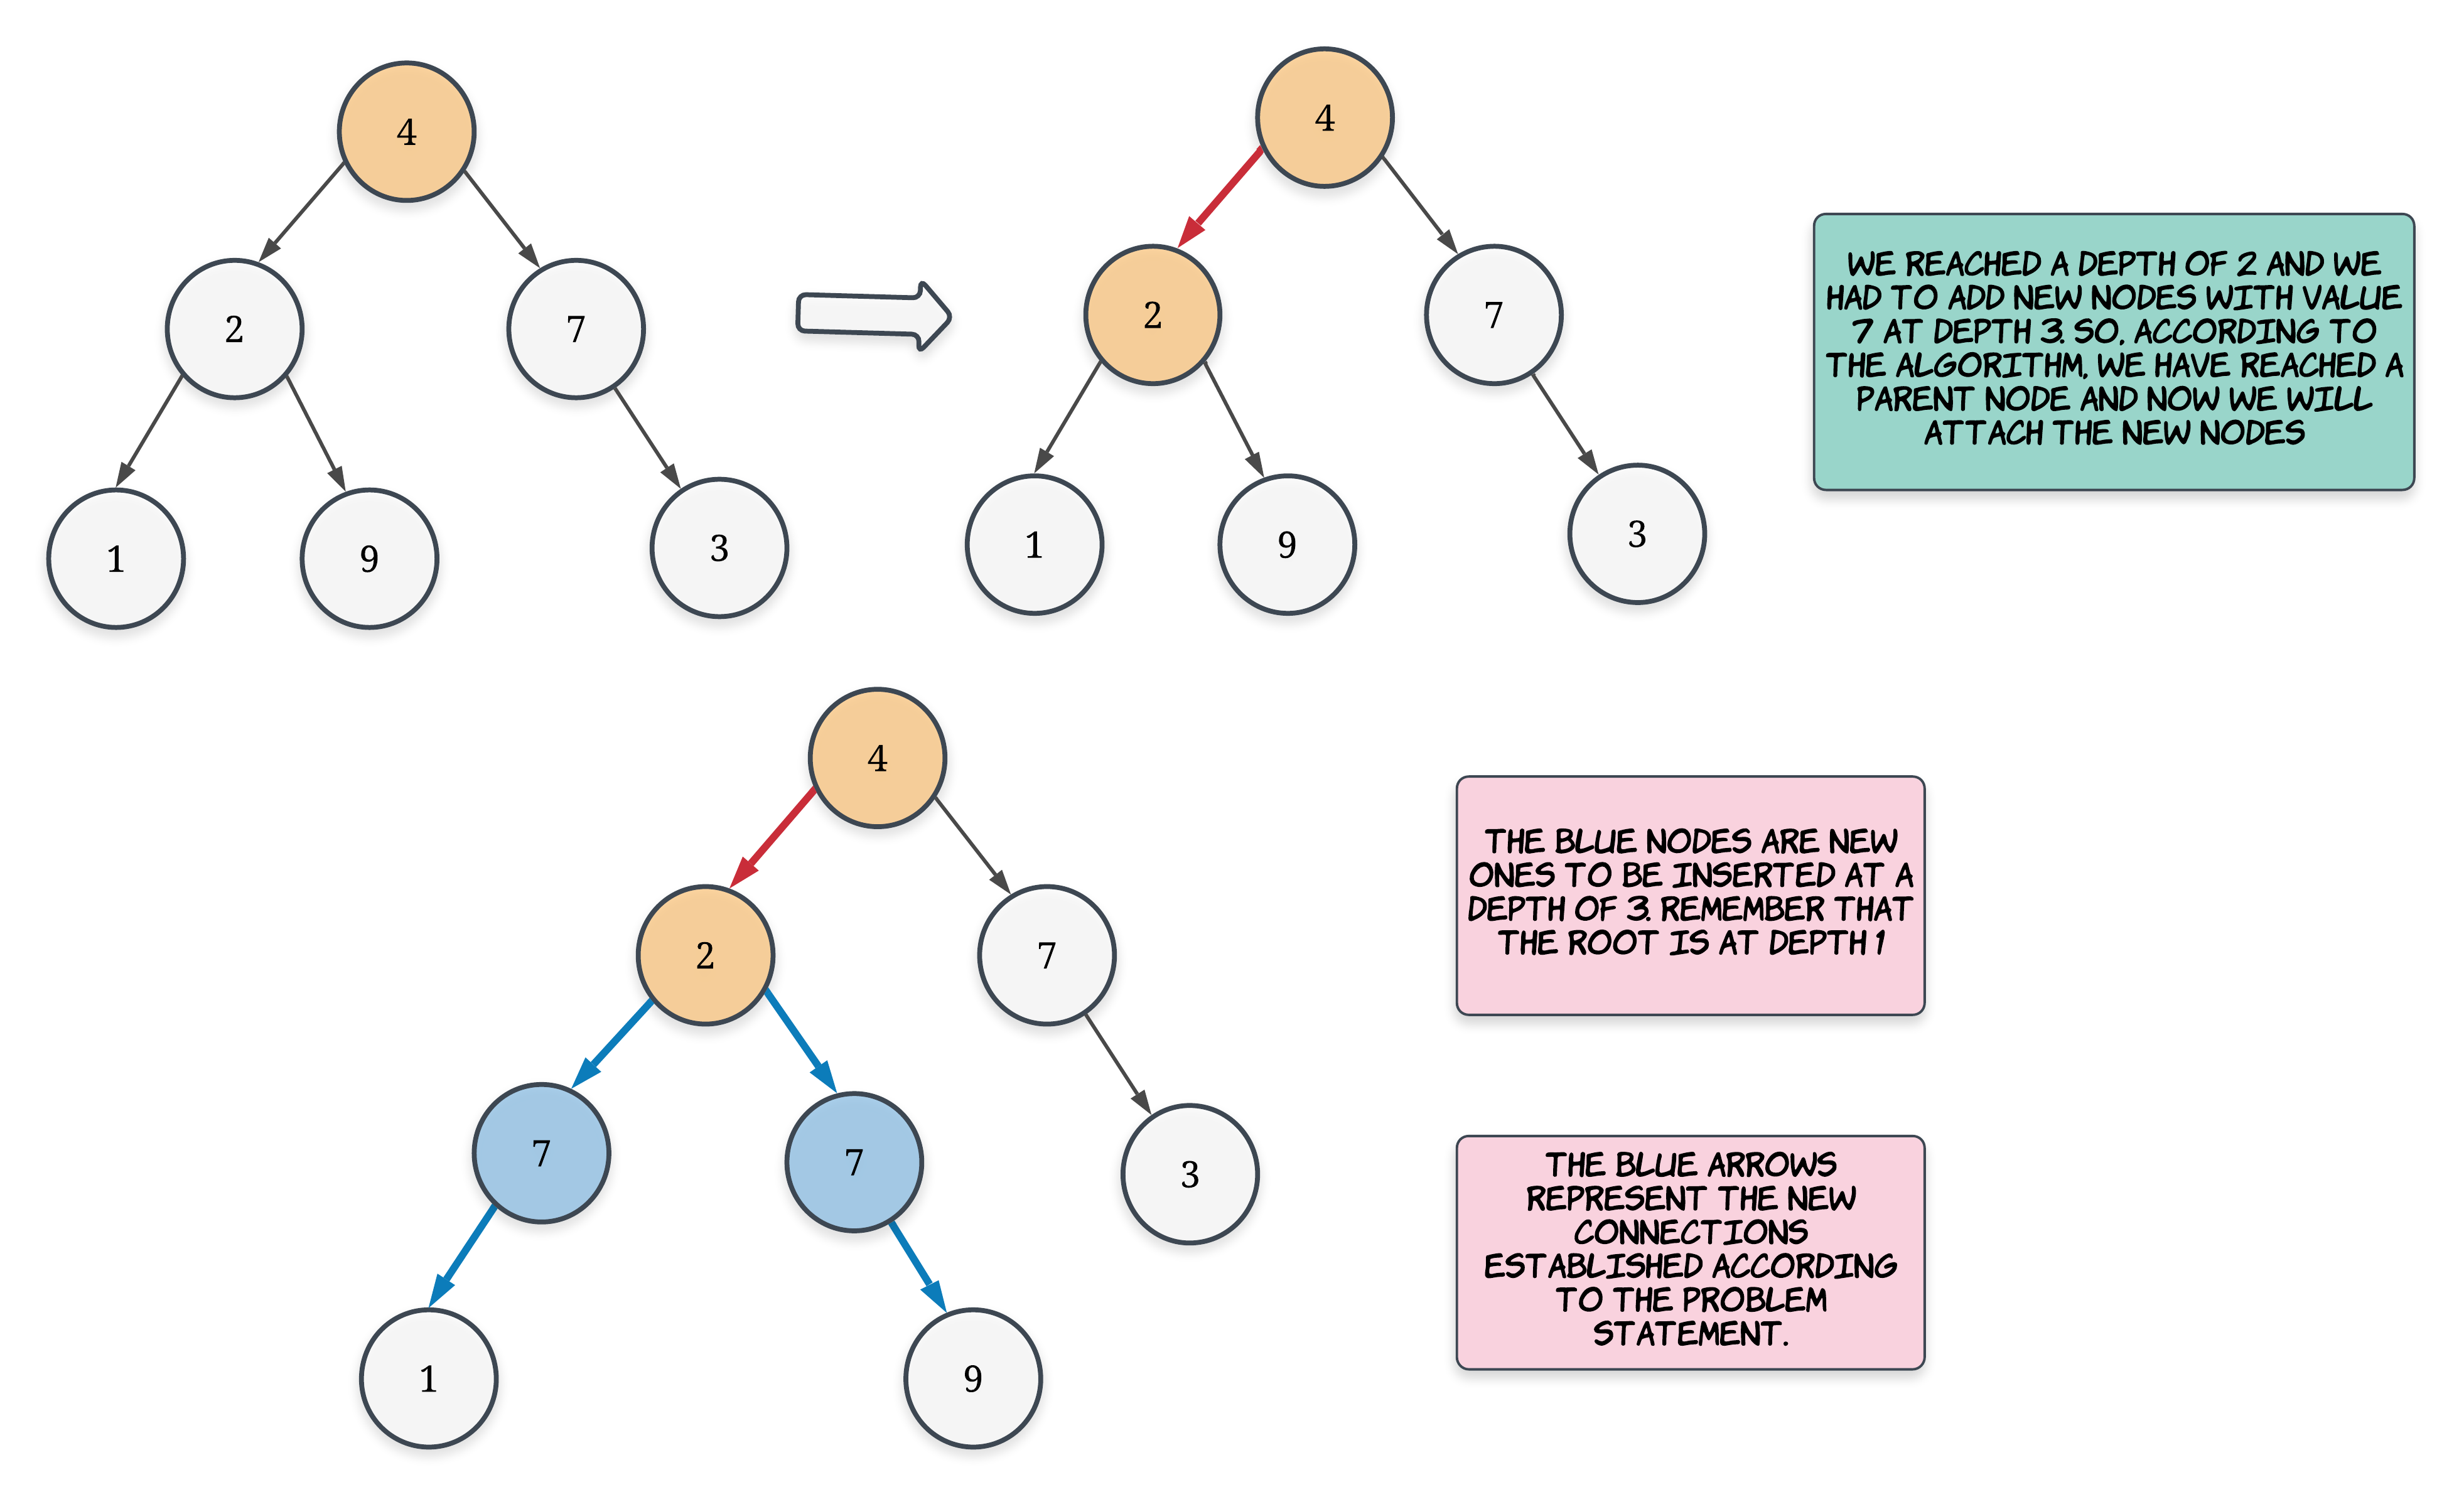 4
2
7
1
9
3
4
2
7
1
9
3
WE REACHED A DEPTH OF 2 AND WE
HAD TO ADD NEW NODES WITH VALUE
7 AT DEPTH 3. SO, ACCORDING TO
THE ALGORITHM, WE HAVE REACHED A
PARENT NODE AND NOW WE WILL
ATTACH THE NEW NODES
4
2
7
7
7
3
1
9
THE BLUE NODES ARE NEW
ONES TO BE INSERTED AT A
DEPTH OF 3. REMEMBER THAT
THE ROOT IS AT DEPTH 1
THE BLUE ARROWS
REPRESENT THE NEW
CONNECTIONS
ESTABLISHED ACCORDING
TO THE PROBLEM
STATEMENT.